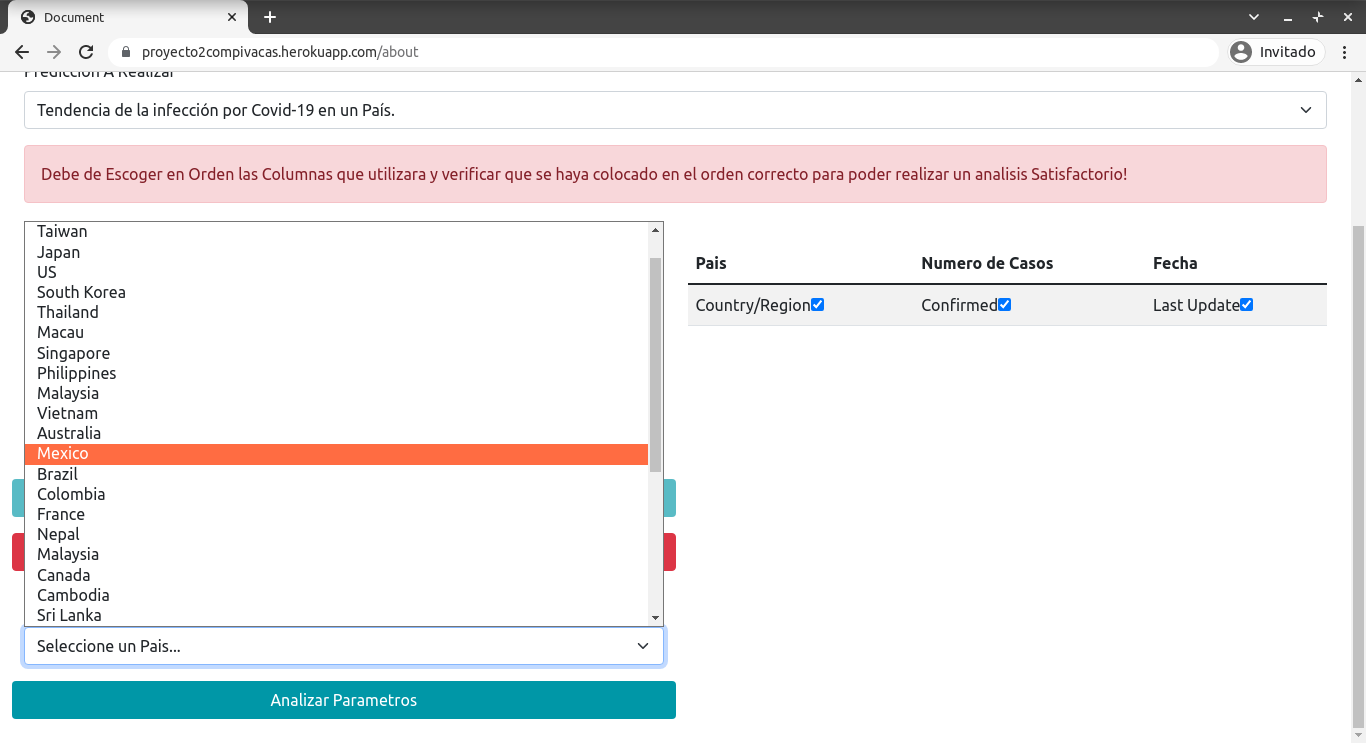 Document
proyecto2compivacas.herokuapp.com/about
Invitado
Prediccion A Realizar
Tendencia de la infección por Covid-19 en un País.
Debe de Escoger en Orden las Columnas que utilizara y verificar que se haya colocado en el orden correcto para poder realizar un analisis Satisfactorio!
Taiwan
Japan
US
South Korea
Thailand
Macau
Singapore
Philippines
Malaysia
Vietnam
Australia
Mexico
Brazil
Colombia
France
Nepal
Malaysia
Canada
Cambodia
Sri Lanka
Seleccione un Pais...
Analizar Parametros
Pais Numero de Casos Fecha
Country/Region Confirmed Last Update